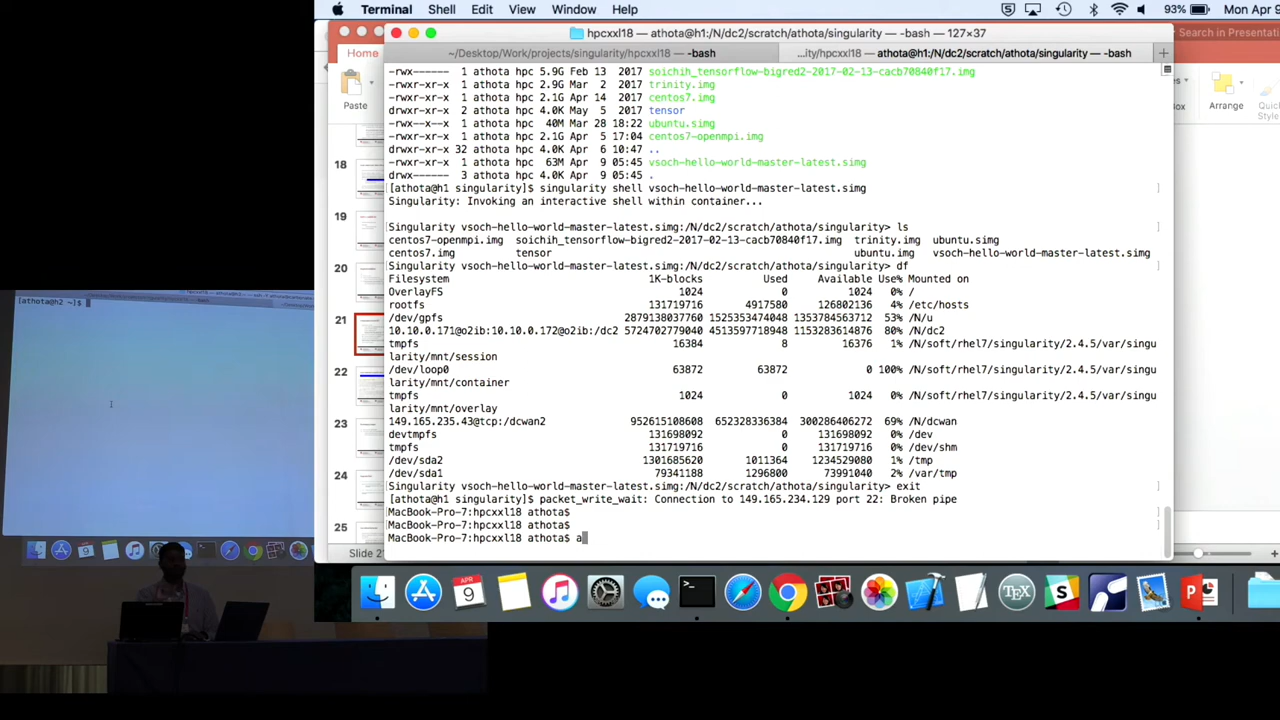 Terminal Shell Edit View Window Help
93% Mon Apr 9
hpcxxl18 — athota@h1:/N/dc2/scratch/athota/singularity — -bash — 127×37
Home
~/Desktop/Work/projects/singularity/hpcxxl18 — -bash
...ity/hpcxxl18 — athota@h1:/N/dc2/scratch/athota/singularity — -bash
Search in Presentati
Paste
Arrange
Quick
Style
-rwx------ 1 athota hpc 5.9G Feb 13 2017 soichih_tensorflow-bigred2-2017-02-13-cacb70840f17.img
-rwxr-xr-x 1 athota hpc 2.9G Mar 2 2017 trinity.img
-rwxr-xr-x 1 athota hpc 2.1G Apr 14 2017 centos7.img
drwxr-xr-x 2 athota hpc 4.0K May 5 2017 tensor
-rwxr-xr-x 1 athota hpc 40M Mar 28 18:22 ubuntu.simg
-rwxr-xr-x 1 athota hpc 2.1G Apr 5 17:04 centos7-openmpi.img
drwx------ 32 athota hpc 4.0K Apr 6 10:47 ..
-rwxr-xr-x 1 athota hpc 63M Apr 9 05:45 vsoch-hello-world-master-latest.simg
drwxr-xr-x 3 athota hpc 4.0K Apr 9 05:45 .
[athota@h1 singularity]$ singularity shell vsoch-hello-world-master-latest.simg
Singularity: Invoking an interactive shell within container...
Singularity vsoch-hello-world-master-latest.simg:/N/dc2/scratch/athota/singularity> ls
centos7-openmpi.img soichih_tensorflow-bigred2-2017-02-13-cacb70840f17.img trinity.img ubuntu.simg
centos7.img tensor ubuntu.img vsoch-hello-world-master-latest.simg
Singularity vsoch-hello-world-master-latest.simg:/N/dc2/scratch/athota/singularity> df
Filesystem 1K-blocks Used Available Use% Mounted on
OverlayFS 1024 0 1024 0% /
rootfs 131719716 4917580 126802136 4% /etc/hosts
/dev/gpfs 2879138037760 1525353474048 1353784563712 53% /N/u
10.10.0.171@o2ib:10.10.0.172@o2ib:/dc2 5724702779040 4513597718948 1153283614876 80% /N/dc2
tmpfs 16384 8 16376 1% /N/soft/rhel7/singularity/2.4.5/var/singu
larity/mnt/session
/dev/loop0 63872 63872 0 100% /N/soft/rhel7/singularity/2.4.5/var/singu
larity/mnt/container
tmpfs 1024 0 1024 0% /N/soft/rhel7/singularity/2.4.5/var/singu
larity/mnt/overlay
149.165.235.43@tcp:/dcwan2 952615108608 652328336384 300286406272 69% /N/dcwan
devtmpfs 131698092 0 131698092 0% /dev
tmpfs 131719716 0 131719716 0% /dev/shm
/dev/sda2 1301685620 1011364 1234529080 1% /tmp
/dev/sda1 79341188 1296800 73991040 2% /var/tmp
Singularity vsoch-hello-world-master-latest.simg:/N/dc2/scratch/athota/singularity> exit
[athota@h1 singularity]$ packet_write_wait: Connection to 149.165.234.129 port 22: Broken pipe
MacBook-Pro-7:hpcxxl18 athota$
MacBook-Pro-7:hpcxxl18 athota$
MacBook-Pro-7:hpcxxl18 athota$ a
18
19
20
21
22
23
24
25
Slide 2
[athota@h2 ~]$
APR
9
TEX